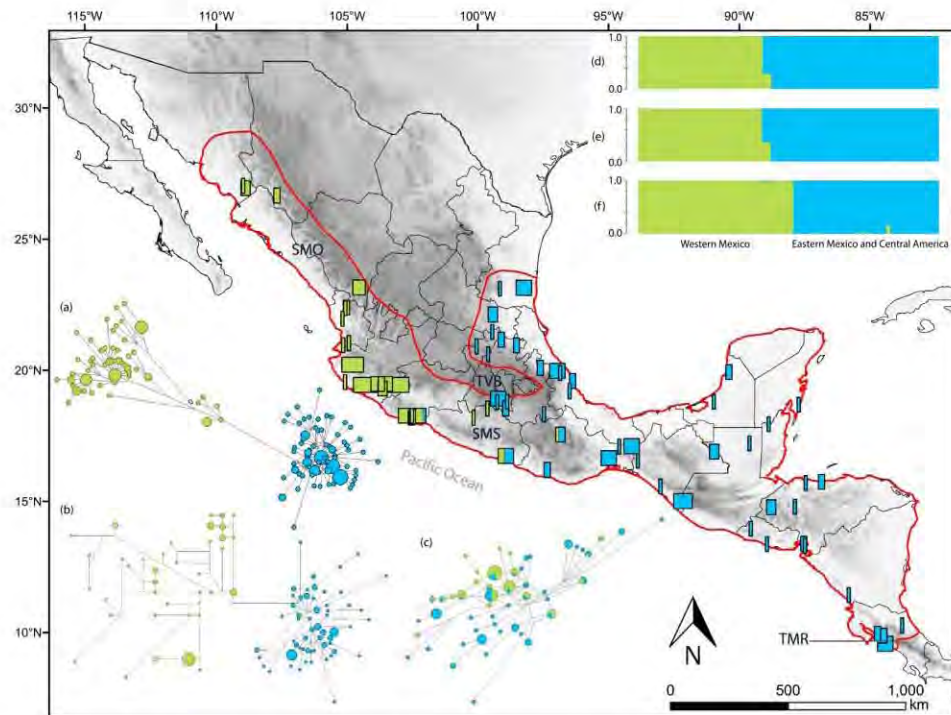 115°W 110°W 105°W 100°W 95°W 90°W 85°W
1.0
(d)
0.0
30°N
1.0
(e)
0.0
1.0
(f)
0.0
25°N
Western Mexico Eastern Mexico and Central America
SMO
(a)
20°N
TVB
SMS
Pacific Ocean
15°N
(b)
(c)
10°N
TMR
N
0 500 1,000
km